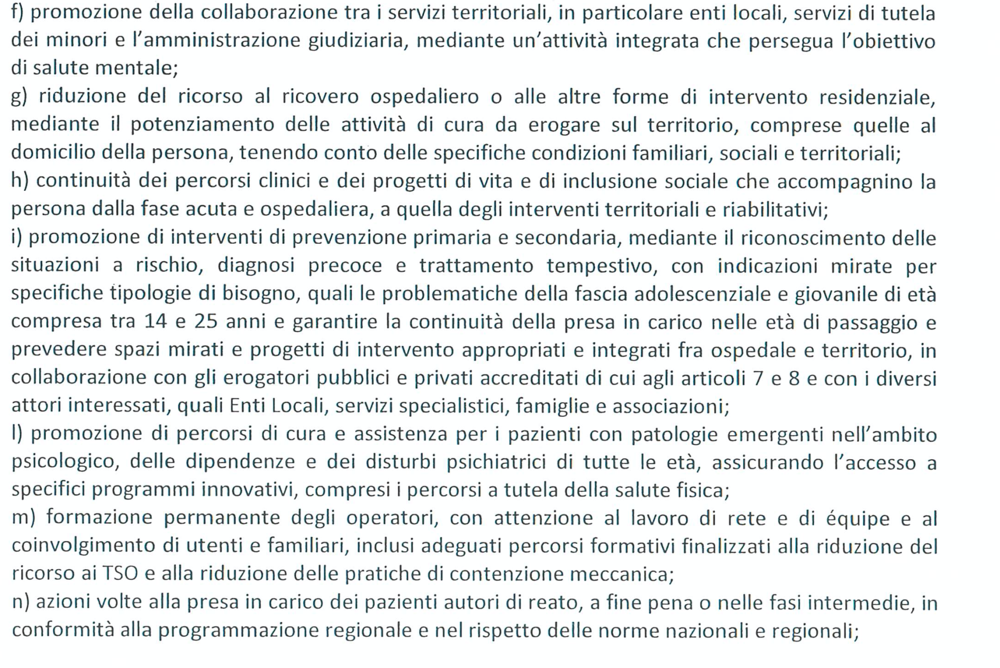 f) promozione della collaborazione tra i servizi territoriali, in particolare enti locali, servizi di tutela
dei minori e l’amministrazione giudiziaria, mediante un’attività integrata che persegua l’obiettivo
di salute mentale;
g) riduzione del ricorso al ricovero ospedaliero o alle altre forme di intervento residenziale,
mediante il potenziamento delle attività di cura da erogare sul territorio, comprese quelle al
domicilio della persona, tenendo conto delle specifiche condizioni familiari, sociali e territoriali;
h) continuità dei percorsi clinici e dei progetti di vita e di inclusione sociale che accompagnino la
persona dalla fase acuta e ospedaliera, a quella degli interventi territoriali e riabilitativi;
i) promozione di interventi di prevenzione primaria e secondaria, mediante il riconoscimento delle
situazioni a rischio, diagnosi precoce e trattamento tempestivo, con indicazioni mirate per
specifiche tipologie di bisogno, quali le problematiche della fascia adolescenziale e giovanile di età
compresa tra 14 e 25 anni e garantire la continuità della presa in carico nelle età di passaggio e
prevedere spazi mirati e progetti di intervento appropriati e integrati fra ospedale e territorio, in
collaborazione con gli erogatori pubblici e privati accreditati di cui agli articoli 7 e 8 e con i diversi
attori interessati, quali Enti Locali, servizi specialistici, famiglie e associazioni;
l) promozione di percorsi di cura e assistenza per i pazienti con patologie emergenti nell’ambito
psicologico, delle dipendenze e dei disturbi psichiatrici di tutte le età, assicurando l’accesso a
specifici programmi innovativi, compresi i percorsi a tutela della salute fisica;
m) formazione permanente degli operatori, con attenzione al lavoro di rete e di équipe e al
coinvolgimento di utenti e familiari, inclusi adeguati percorsi formativi finalizzati alla riduzione del
ricorso ai TSO e alla riduzione delle pratiche di contenzione meccanica;
n) azioni volte alla presa in carico dei pazienti autori di reato, a fine pena o nelle fasi intermedie, in
conformità alla programmazione regionale e nel rispetto delle norme nazionali e regionali;